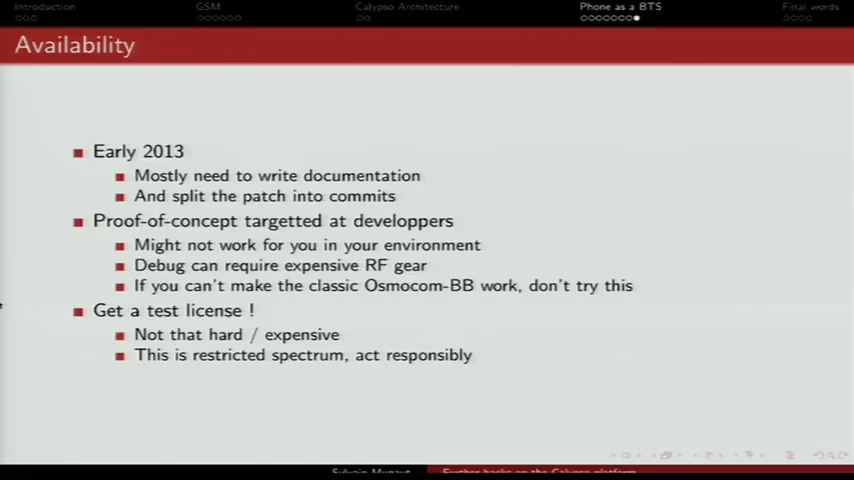 Introduction GSM Calypso Architecture Phone as a BTS Final words
Availability
Early 2013
Mostly need to write documentation
And split the patch into commits
Proof-of-concept targetted at developpers
Might not work for you in your environment
Debug can require expensive RF gear
If you can't make the classic Osmocom-BB work, don't try this
Get a test license !
Not that hard / expensive
This is restricted spectrum, act responsibly
Sylvain Munaut Further hacks on the Calypso platform